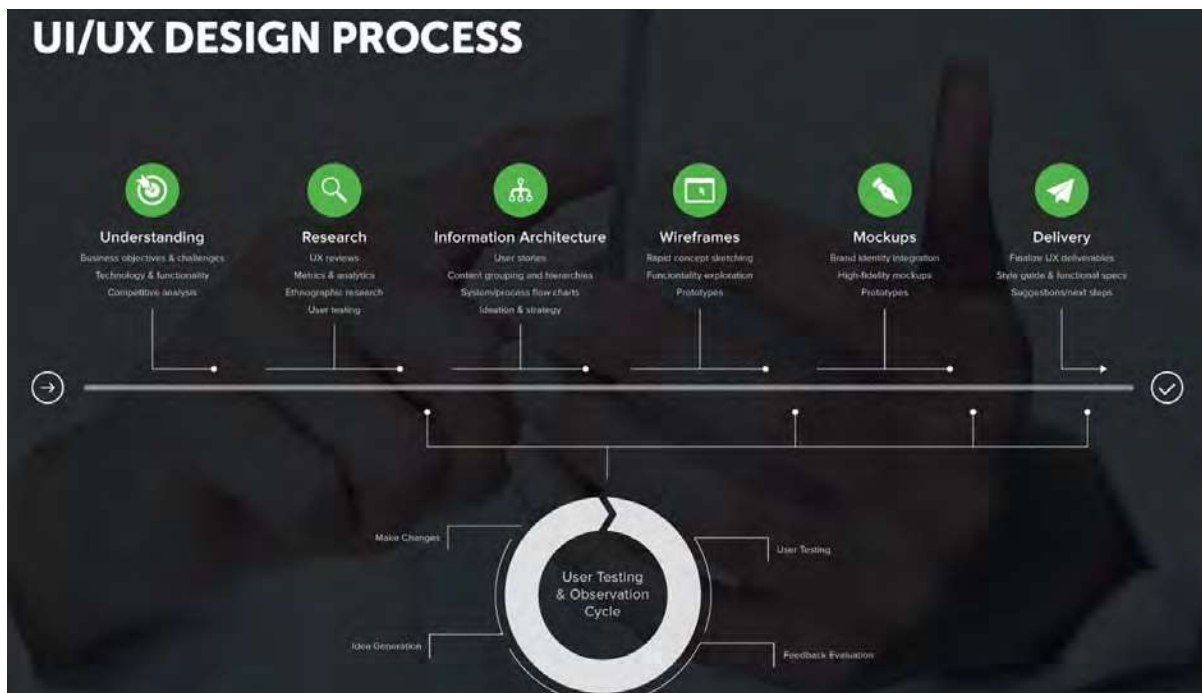 UI/UX DESIGN PROCESS
Understanding
Business objectives & challenges
Technology & functionality
Competitive analysis
Research
UX reviews
Metrics & analytics
Ethnographic research
User testing
Information Architecture
User stories
Content grouping and hierarchies
System/process flow charts
Ideation & strategy
Wireframes
Rapid concept sketching
Funciontality exploration
Prototypes
Mockups
Brand identity integration
High-fidelity mockups
Prototypes
Delivery
Finalize UX deliverables
Style guide & functional specs
Suggestions/next steps
Make Changes
User Testing
User Testing
& Observation
Cycle
Idea Generation
Feedback Evaluation